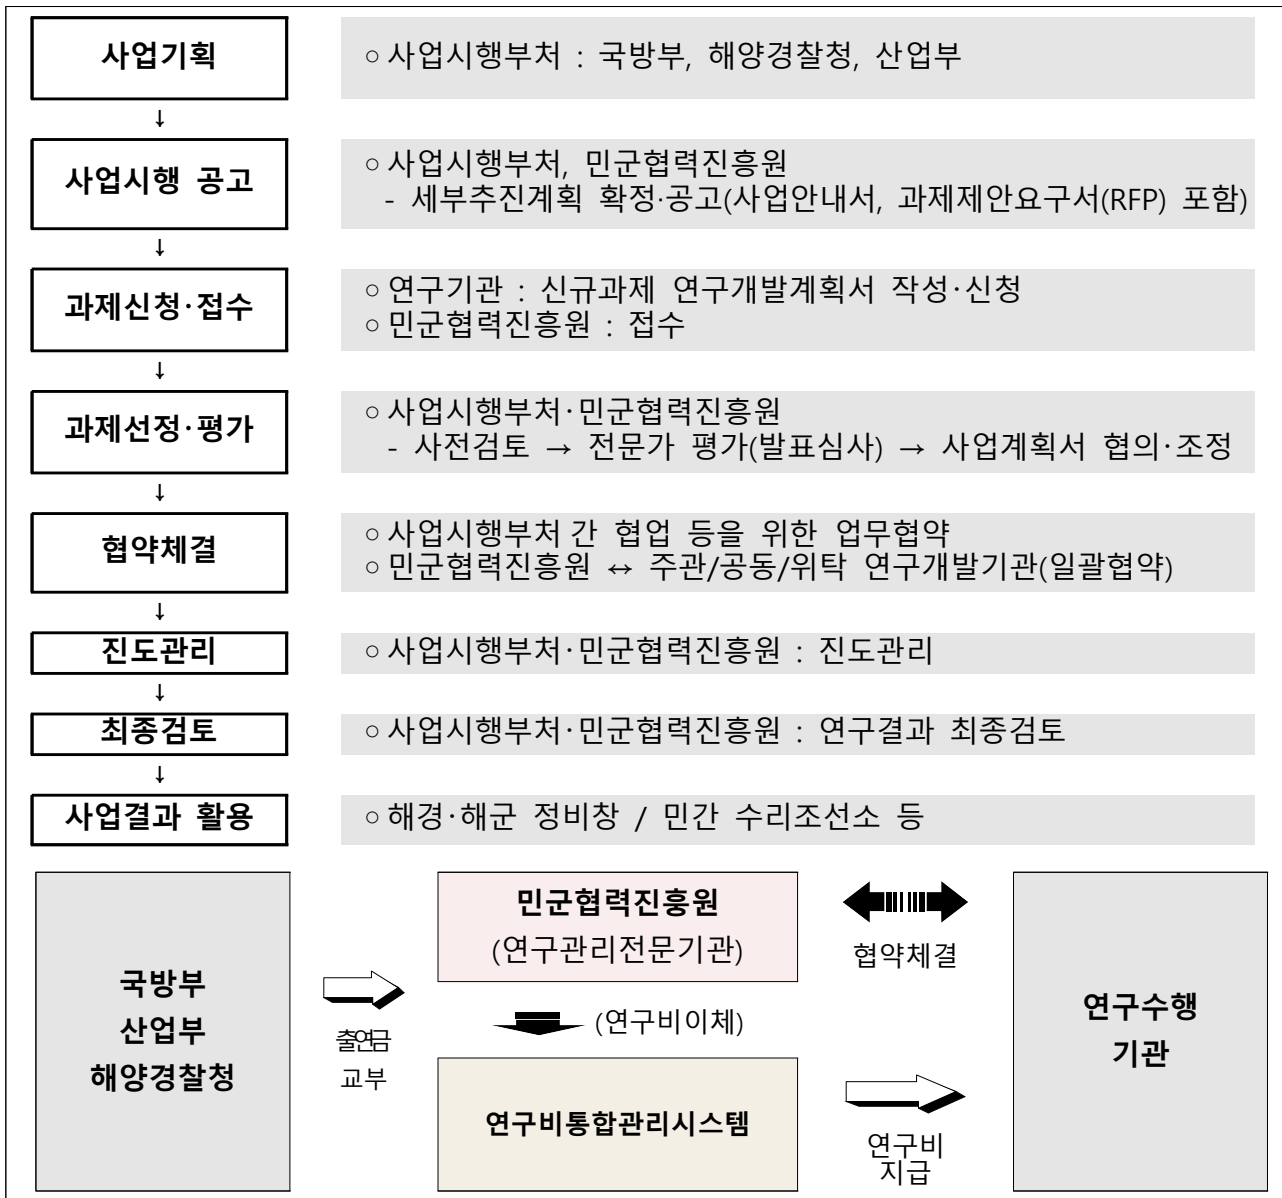 사업기획
○ 사업시행부처 : 국방부, 해양경찰청, 산업부
↓
사업시행 공고
○ 사업시행부처, 민군협력진흥원
- 세부추진계획 확정·공고(사업안내서, 과제제안요구서(RFP) 포함)
↓
과제신청·접수
○ 연구기관 : 신규과제 연구개발계획서 작성·신청
○ 민군협력진흥원 : 접수
↓
과제선정·평가
○ 사업시행부처·민군협력진흥원
- 사전검토 → 전문가 평가(발표심사) → 사업계획서 협의·조정
↓
협약체결
○ 사업시행부처 간 협업 등을 위한 업무협약
○ 민군협력진흥원 ↔ 주관/공동/위탁 연구개발기관(일괄협약)
↓
진도관리
○ 사업시행부처·민군협력진흥원 : 진도관리
↓
최종검토
○ 사업시행부처·민군협력진흥원 : 연구결과 최종검토
↓
사업결과 활용
○ 해경·해군 정비창 / 민간 수리조선소 등
국방부
산업부
해양경찰청
출연금
교부
민군협력진흥원
(연구관리전문기관)
(연구비이체)
연구비통합관리시스템
협약체결
연구비
지급
연구수행
기관